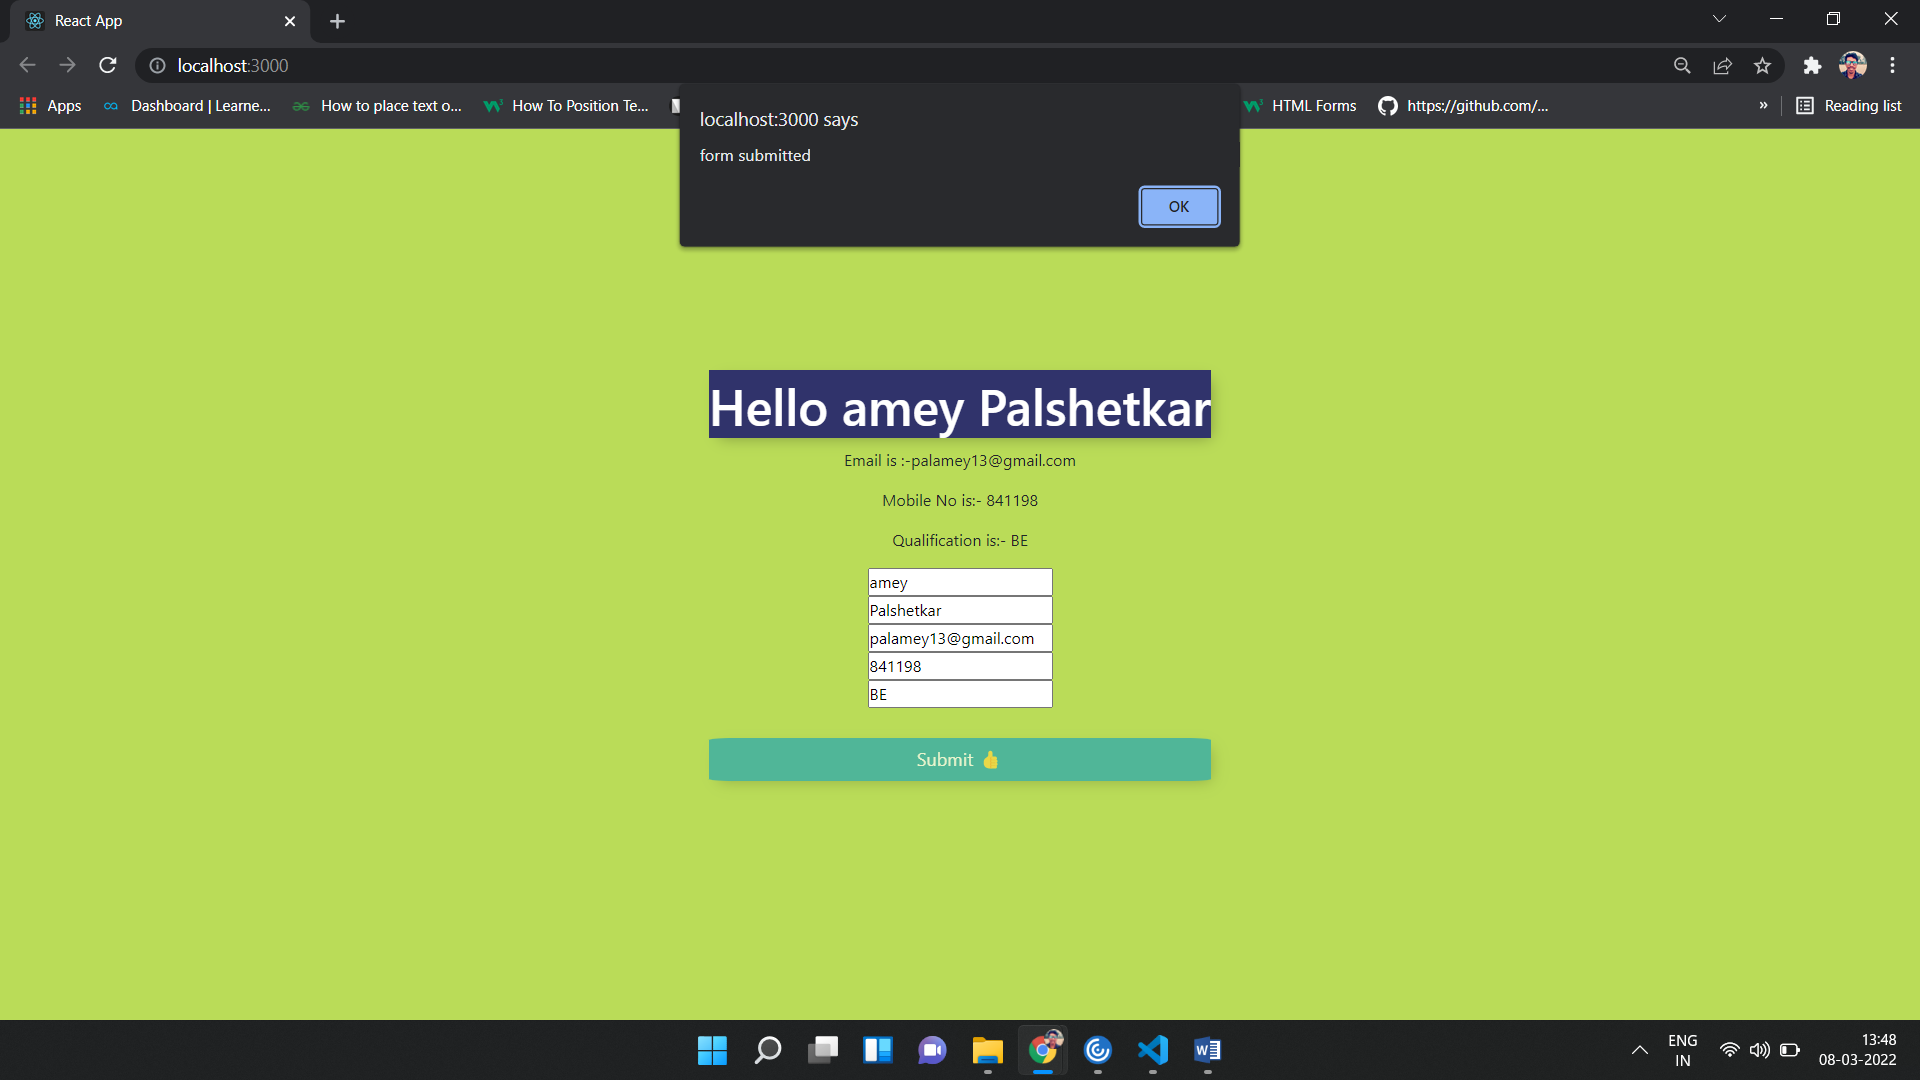 React App
localhost:3000
Apps
Dashboard | Learne...
How to place text o...
How To Position Te...
HTML Forms
https://github.com/...
»
Reading list
localhost:3000 says
form submitted
OK
Hello amey Palshetkar
Email is :-palamey13@gmail.com
Mobile No is:- 841198
Qualification is:- BE
amey
Palshetkar
palamey13@gmail.com
841198
BE
Submit 👍
ENG
IN
13:48
08-03-2022